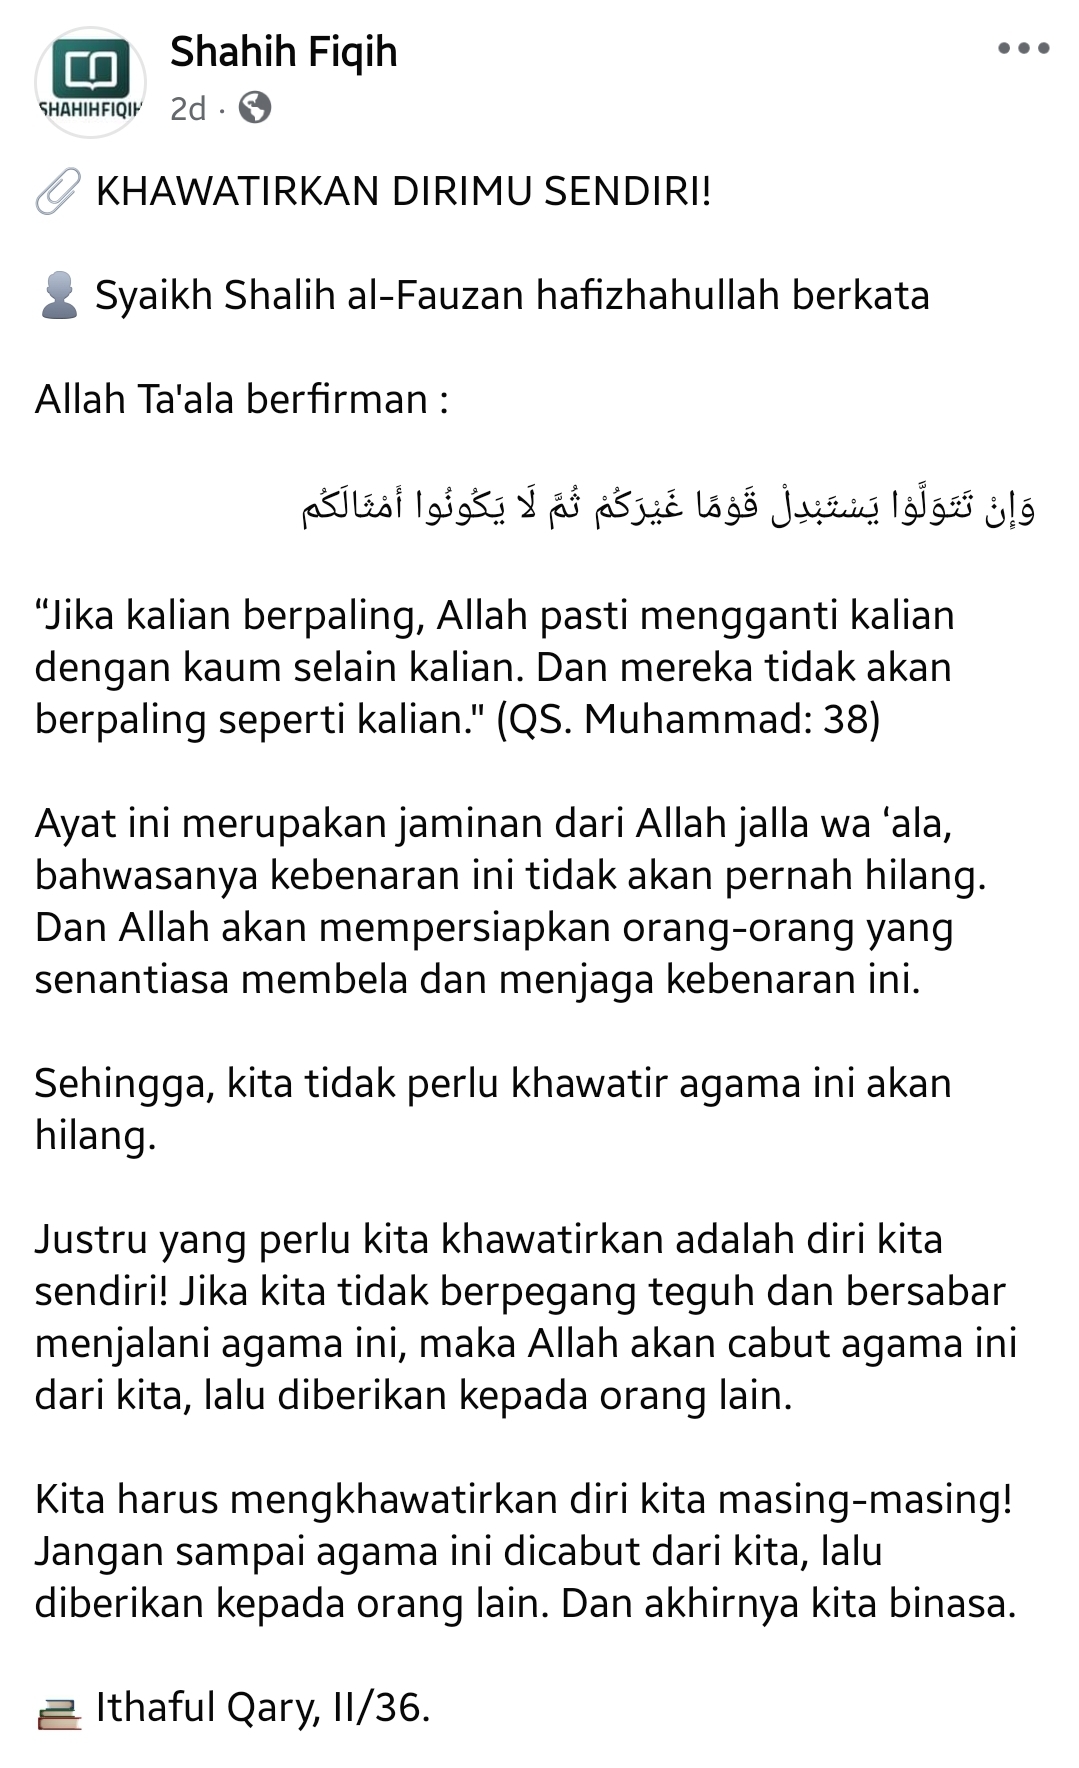 Shahih Fiqih
SHAHIHFIQIH
2d ·
KHAWATIRKAN DIRIMU SENDIRI!
Syaikh Shalih al-Fauzan hafizhahullah berkata
Allah Ta'ala berfirman :
وَإِنْ تَتَوَلَّوْا يَسْتَبْدِلْ قَوْمًا غَيْرَكُمْ ثُمَّ لَا يَكُونُوا أَمْثَالَكُم
“Jika kalian berpaling, Allah pasti mengganti kalian
dengan kaum selain kalian. Dan mereka tidak akan
berpaling seperti kalian." (QS. Muhammad: 38)
Ayat ini merupakan jaminan dari Allah jalla wa ‘ala,
bahwasanya kebenaran ini tidak akan pernah hilang.
Dan Allah akan mempersiapkan orang-orang yang
senantiasa membela dan menjaga kebenaran ini.
Sehingga, kita tidak perlu khawatir agama ini akan
hilang.
Justru yang perlu kita khawatirkan adalah diri kita
sendiri! Jika kita tidak berpegang teguh dan bersabar
menjalani agama ini, maka Allah akan cabut agama ini
dari kita, lalu diberikan kepada orang lain.
Kita harus mengkhawatirkan diri kita masing-masing!
Jangan sampai agama ini dicabut dari kita, lalu
diberikan kepada orang lain. Dan akhirnya kita binasa.
Ithaful Qary, II/36.